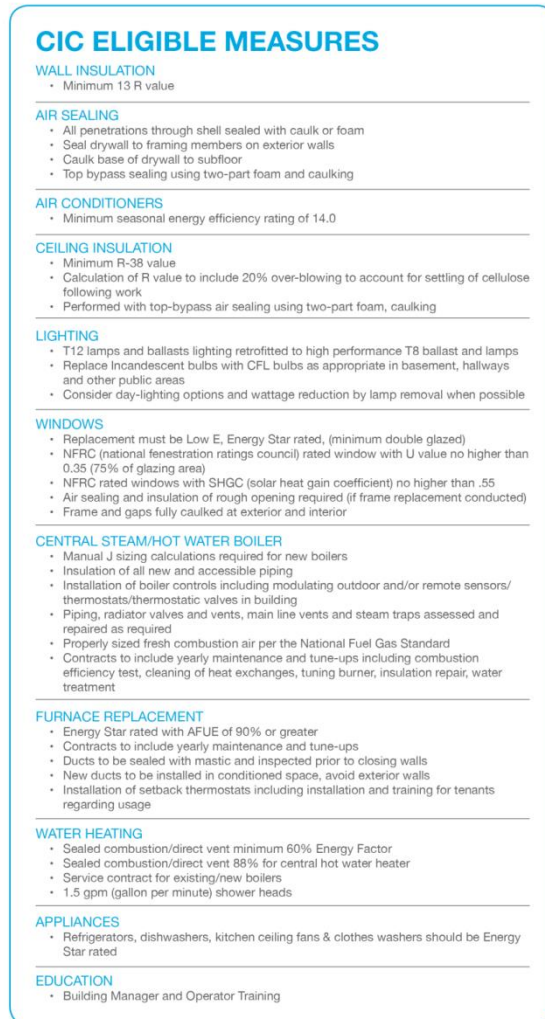 CIC ELIGIBLE MEASURES
WALL INSULATION
• Minimum 13 R value
AIR SEALING
• All penetrations through shell sealed with caulk or foam
• Seal drywall to framing members on exterior walls
• Caulk base of drywall to subfloor
• Top bypass sealing using two-part foam and caulking
AIR CONDITIONERS
• Minimum seasonal energy efficiency rating of 14.0
CEILING INSULATION
• Minimum R-38 value
• Calculation of R value to include 20% over-blowing to account for settling of cellulose
following work
• Performed with top-bypass air sealing using two-part foam, caulking
LIGHTING
• T12 lamps and ballasts lighting retrofitted to high performance T8 ballast and lamps
• Replace Incandescent bulbs with CFL bulbs as appropriate in basement, hallways
and other public areas
• Consider day-lighting options and wattage reduction by lamp removal when possible
WINDOWS
• Replacement must be Low E, Energy Star rated, (minimum double glazed)
• NFRC (national fenestration ratings council) rated window with U value no higher than
0.35 (75% of glazing area)
• NFRC rated windows with SHGC (solar heat gain coefficient) no higher than .55
• Air sealing and insulation of rough opening required (if frame replacement conducted)
• Frame and gaps fully caulked at exterior and interior
CENTRAL STEAM/HOT WATER BOILER
• Manual J sizing calculations required for new boilers
• Insulation of all new and accessible piping
• Installation of boiler controls including modulating outdoor and/or remote sensors/
thermostats/thermostatic valves in building
• Piping, radiator valves and vents, main line vents and steam traps assessed and
repaired as required
• Properly sized fresh combustion air per the National Fuel Gas Standard
• Contracts to include yearly maintenance and tune-ups including combustion
efficiency test, cleaning of heat exchanges, tuning burner, insulation repair, water
treatment
FURNACE REPLACEMENT
• Energy Star rated with AFUE of 90% or greater
• Contracts to include yearly maintenance and tune-ups
• Ducts to be sealed with mastic and inspected prior to closing walls
• New ducts to be installed in conditioned space, avoid exterior walls
• Installation of setback thermostats including installation and training for tenants
regarding usage
WATER HEATING
• Sealed combustion/direct vent minimum 60% Energy Factor
• Sealed combustion/direct vent 88% for central hot water heater
• Service contract for existing/new boilers
• 1.5 gpm (gallon per minute) shower heads
APPLIANCES
• Refrigerators, dishwashers, kitchen ceiling fans & clothes washers should be Energy
Star rated
EDUCATION
• Building Manager and Operator Training